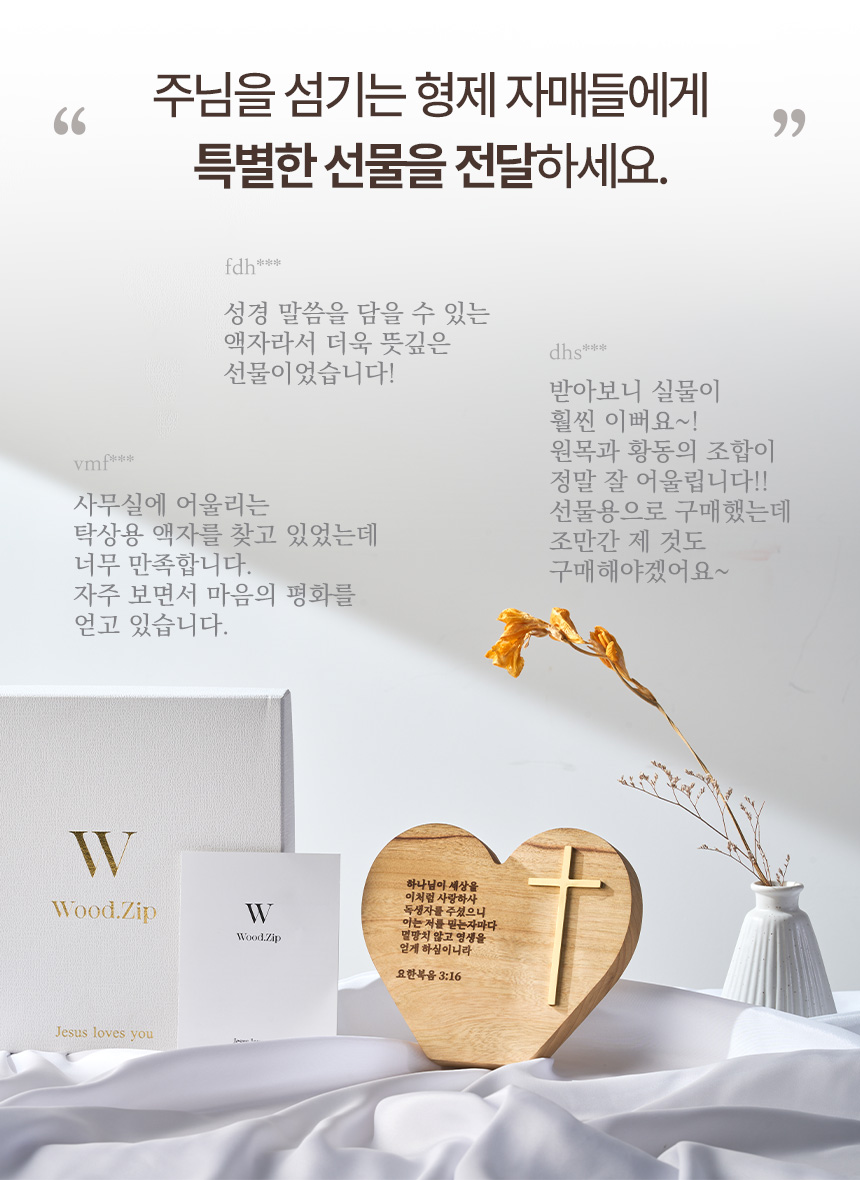 “ 주님을 섬기는 형제 자매들에게 ”
특별한 선물을 전달하세요.
fdh***
성경 말씀을 담을 수 있는
액자라서 더욱 뜻깊은
선물이었습니다!
dhs***
받아보니 실물이
훨씬 이뻐요~!
원목과 황동의 조합이
정말 잘 어울립니다!!
선물용으로 구매했는데
조만간 제 것도
구매해야겠어요~
vmf***
사무실에 어울리는
탁상용 액자를 찾고 있었는데
너무 만족합니다.
자주 보면서 마음의 평화를
얻고 있습니다.
W
Wood.Zip
Jesus loves you
W
Wood.Zip
하나님이 세상을
이처럼 사랑하사
독생자를 주셨으니
이는 저를 믿는자마다
멸망치 않고 영생을
얻게 하심이니라
요한복음 3:16